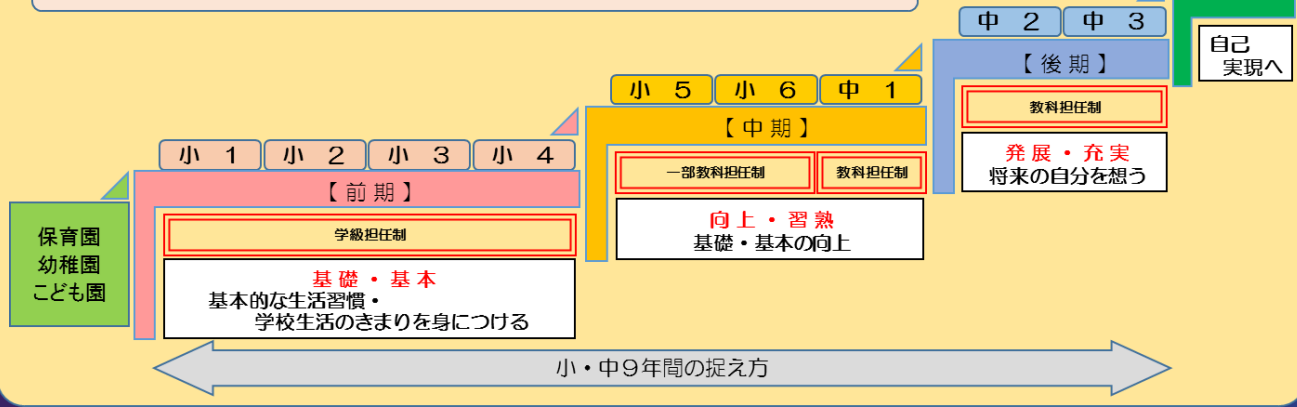 保育園
幼稚園
こども園
小 1
小 2
小 3
小 4
【 前 期 】
学級担任制
基 礎 ・ 基 本
基本的な生活習慣・
学校生活のきまりを身につける
小 5
小 6
中 1
【 中 期 】
一部教科担任制
教科担任制
向 上 ・ 習 熟
基礎・基本の向上
中 2
中 3
【 後 期 】
教科担任制
発 展 ・ 充 実
将来の自分を想う
自己
実現へ
小・中9年間の捉え方